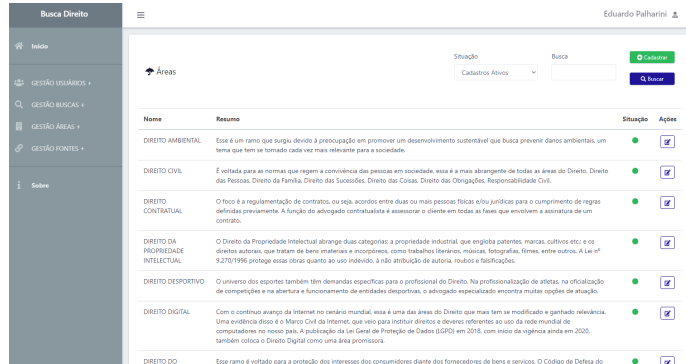 Busca Direito
Eduardo Palharini
Início
GESTÃO USUÁRIOS +
GESTÃO BUSCAS +
GESTÃO ÁREAS +
GESTÃO FONTES +
Sobre
Áreas
Situação
Cadastros Ativos
Busca
Cadastrar
Buscar
Nome Resumo Situação Ações
DIREITO AMBIENTAL
Esse é um ramo que surgiu devido à preocupação em promover um desenvolvimento sustentável que busca prevenir danos ambientais, um
tema que tem se tornado cada vez mais relevante para a sociedade.
DIREITO CIVIL
É voltada para as normas que regem a convivência das pessoas em sociedade, essa é a mais abrangente de todas as áreas do Direito. Direito
das Pessoas, Direito da Família, Direito das Sucessões, Direito das Coisas, Direito das Obrigações, Responsabilidade Civil.
DIREITO
CONTRATUAL
O foco é a regulamentação de contratos, ou seja, acordos entre duas ou mais pessoas físicas e/ou jurídicas para o cumprimento de regras
definidas previamente. A função do advogado contratualista é assessorar o cliente em todas as fases que envolvem a assinatura de um
contrato.
DIREITO DA
PROPRIEDADE
INTELECTUAL
O Direito da Propriedade Intelectual abrange duas categorias: a propriedade industrial, que engloba patentes, marcas, cultivos etc.; e os
direitos autorais, que tratam de bens imateriais e incorpóreos, como trabalhos literários, músicas, fotografias, filmes, entre outros. A Lei nº
9.270/1996 protege essas obras quanto ao uso indevido, à não atribuição de autoria, roubos e falsificações.
DIREITO DESPORTIVO
O universo dos esportes também têm demandas específicas para o profissional do Direito. Na profissionalização de atletas, na oficialização
de competições e na abertura e funcionamento de entidades desportivas, o advogado especializado encontra muitas opções de atuação.
DIREITO DIGITAL
Com o contínuo avanço da Internet no cenário mundial, essa é uma das áreas do Direito que mais tem se modificado e ganhado relevância.
Uma evidência disso é o Marco Civil da Internet, que veio para instituir direitos e deveres referentes ao uso da rede mundial de
computadores no nosso país. A publicação da Lei Geral de Proteção de Dados (LGPD) em 2018, com início da vigência ainda em 2020,
também coloca o Direito Digital como uma área promissora.
DIREITO DO
Esse ramo é voltado para a proteção dos interesses dos consumidores diante dos fornecedores de bens e serviços. O Código de Defesa do